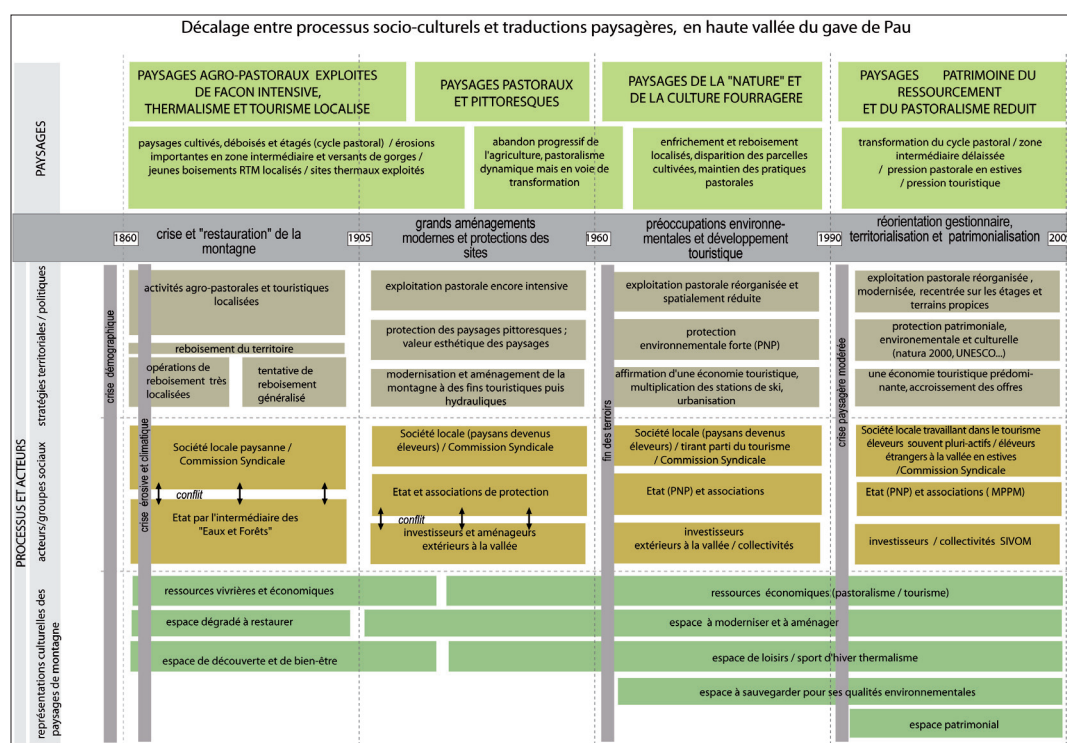 Décalage entre processus socio-culturels et traductions paysagères, en haute vallée du gave de Pau
PAYSAGES
PAYSAGES AGRO-PASTORAUX EXPLOITES
DE FACON INTENSIVE,
THERMALISME ET TOURISME LOCALISE
PAYSAGES PASTORAUX
ET PITTORESQUES
PAYSAGES DE LA "NATURE" ET
DE LA CULTURE FOURRAGERE
PAYSAGES PATRIMOINE DU
RESSOURCEMENT
ET DU PASTORALISME REDUIT
paysages cultivés, déboisés et étagés (cycle pastoral) / érosions
importantes en zone intermédiaire et versants de gorges /
jeunes boisements RTM localisés / sites thermaux exploités
abandon progressif de
l'agriculture, pastoralisme
dynamique mais en voie de
transformation
enfrichement et reboisement
localisés, disparition des parcelles
cultivées, maintien des pratiques
pastorales
transformation du cycle pastoral / zone
intermédiaire délaissée
/ pression pastorale en estives
/ pression touristique
1860
crise et "restauration" de la
montagne
1905
grands aménagements
modernes et protections des
sites
1960
préoccupations environne-
mentales et développement
touristique
1990
réorientation gestionnaire,
territorialisation et patrimonialisation
PROCESSUS ET ACTEURS
stratégies territoriales / politiques
crise démographique
crise érosive et climatique
fin des terroirs
crise paysagère modérée
activités agro-pastorales et touristiques
localisées
reboisement du territoire
opérations de
reboisement très
localisées
tentative de
reboisement
généralisé
exploitation pastorale encore intensive
protection des paysages pittoresques ;
valeur esthétique des paysages
modernisation et aménagement de la
montagne à des fins touristiques puis
hydrauliques
exploitation pastorale réorganisée et
spatialement réduite
protection
environnementale forte (PNP)
affirmation d'une économie touristique,
multiplication des stations de ski,
urbanisation
exploitation pastorale réorganisée ,
modernisée, recentrée sur les étages et
terrains propices
protection patrimoniale,
environementale et culturelle
(natura 2000, UNESCO...)
une économie touristique prédomi-
nante, accroissement des offres
acteurs/groupes sociaux
Société locale paysanne /
Commission Syndicale
conflit
Etat par l'intermédiaire des
"Eaux et Forêts"
Société locale (paysans devenus
éleveurs) / Commission Syndicale
Etat et associations de protection
conflit
investisseurs et aménageurs
extérieurs à la vallée
Société locale (paysans devenus
éleveurs) / tirant parti du tourisme
/ Commission Syndicale
Etat (PNP) et associations
investisseurs
extérieurs à la vallée / collectivités
Société locale travaillant dans le tourisme
éleveurs souvent pluri-actifs / éléveurs
étrangers à la vallée en estives
/Commission Syndicale
Etat (PNP) et associations ( MPPM)
investisseurs / collectivités SIVOM
représentations culturelles des
paysages de montagne
ressources vivrières et économiques
ressources économiques (pastoralisme / tourisme)
espace dégradé à restaurer
espace à moderniser et à aménager
espace de découverte et de bien-être
espace de loisirs / sport d'hiver thermalisme
espace à sauvegarder pour ses qualités environnementales
espace patrimonial